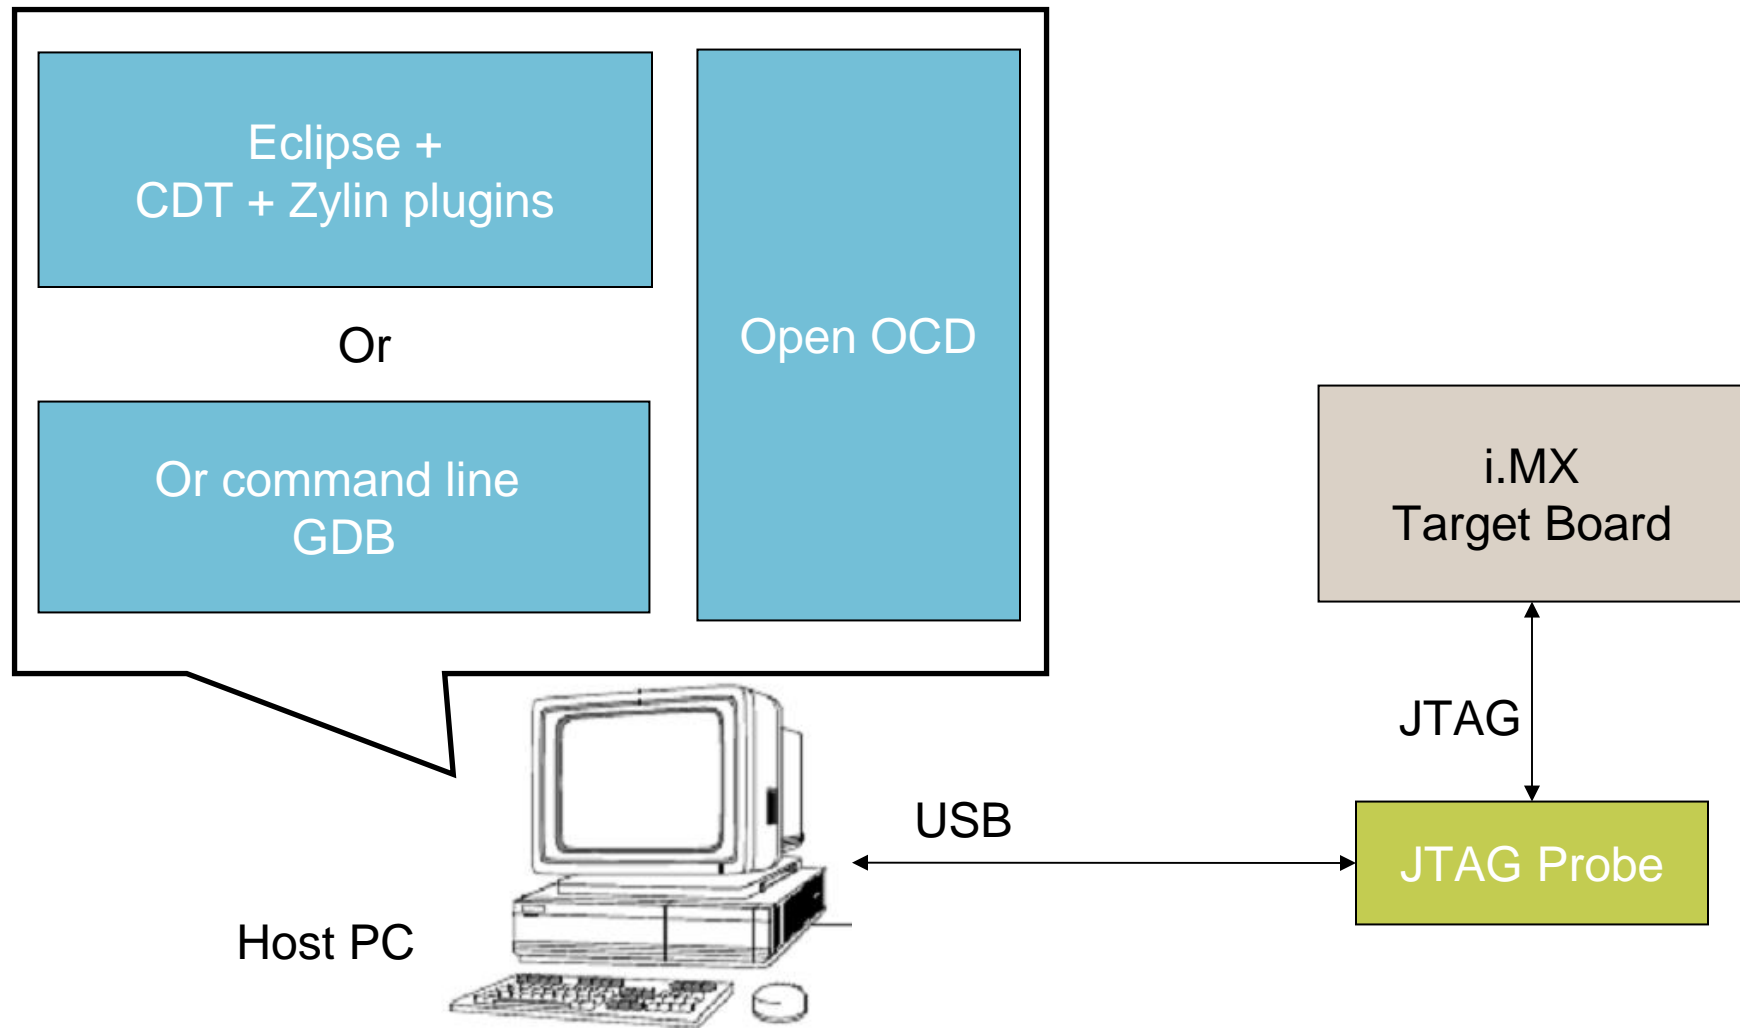 Eclipse +
CDT + Zylin plugins
Or
Or command line
GDB
Open OCD
i.MX
Target Board
JTAG
USB
JTAG Probe
Host PC